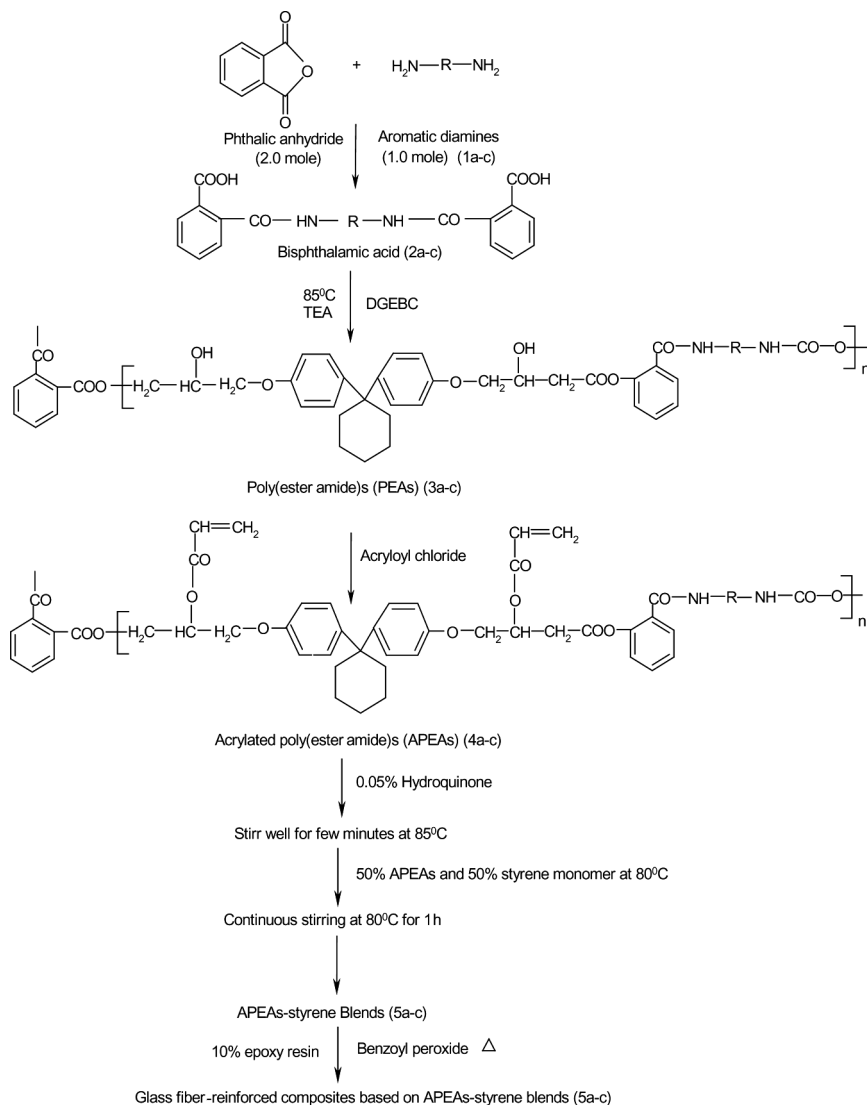 O
O
O
+ H₂N—R—NH₂
Phthalic anhydride
(2.0 mole)
Aromatic diamines
(1.0 mole) (1a-c)
COOH COOH
CO— HN— R —NH— CO
Bisphthalamic acid (2a-c)
85⁰C
TEA
DGEBC
CO
COO
H₂C—HC—H₂C—O
OH
O—CH₂—CH—CH₂—COO
OH
CO—NH—R—NH—CO—O
n
Poly(ester amide)s (PEAs) (3a-c)
Acryloyl chloride
CH=CH₂
CO
O
CH=CH₂
CO
O
CO
COO
H₂C—HC—H₂C—O
O—CH₂—CH—CH₂—COO
CO—NH—R—NH—CO—O
n
Acrylated poly(ester amide)s (APEAs) (4a-c)
0.05% Hydroquinone
Stirr well for few minutes at 85⁰C
50% APEAs and 50% styrene monomer at 80⁰C
Continuous stirring at 80⁰C for 1h
APEAs-styrene Blends (5a-c)
10% epoxy resin Benzoyl peroxide △
Glass fiber-reinforced composites based on APEAs-styrene blends (5a-c)